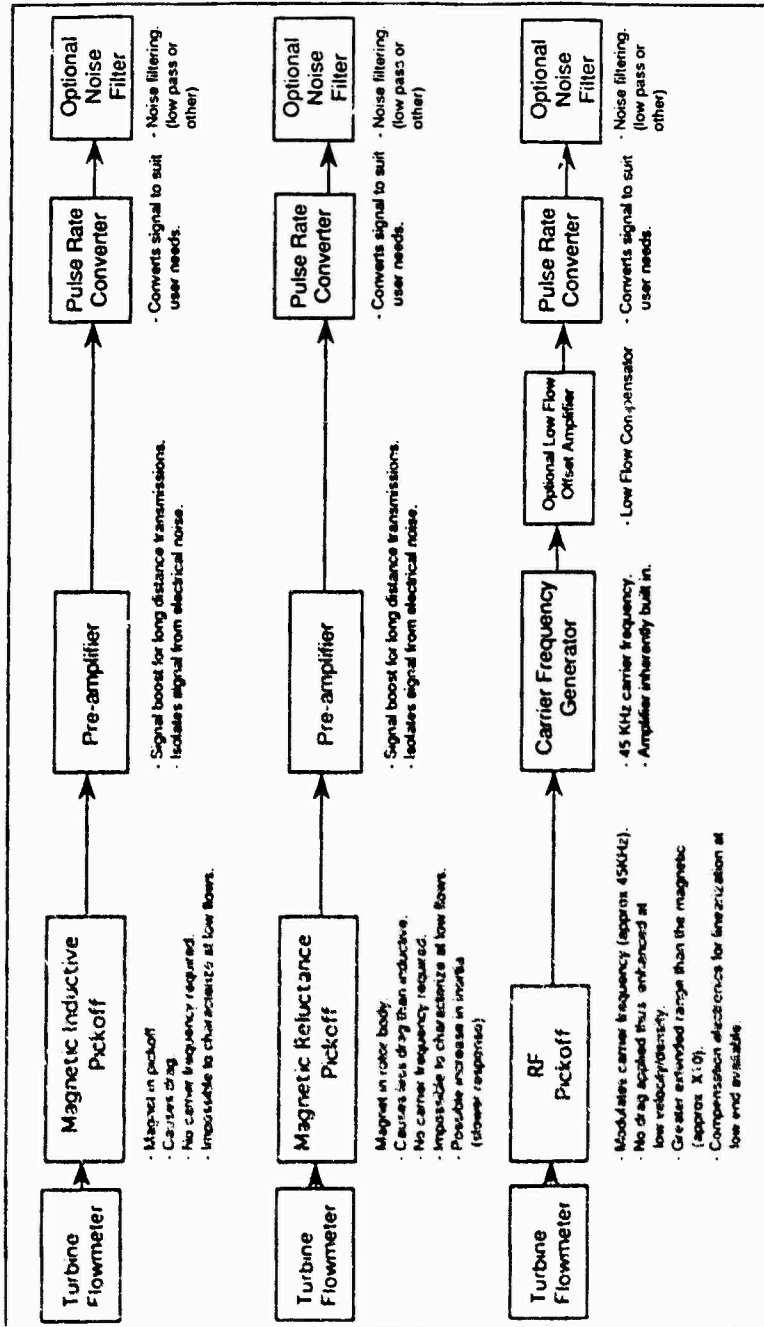 Turbine
Flowmeter
Magnetic Inductive
Pickoff
- Magnet in pickoff
- Causes drag
- No carrier frequency required.
- Impossible to characterize at low flows.
Pre-amplifier
- Signal boost for long distance transmissions.
- Isolates signal from electrical noise.
Pulse Rate
Converter
- Converts signal to suit
user needs.
Optional
Noise
Filter
- Noise filtering.
(low pass or
other)
Turbine
Flowmeter
Magnetic Reluctance
Pickoff
Magnet in rotor body
- Causes less drag than inductive.
- No carrier frequency required.
- Impossible to characterize at low flows.
- Possible increase in inertia
(slower response)
Pre-amplifier
- Signal boost for long distance transmissions.
- Isolates signal from electrical noise.
Pulse Rate
Converter
- Converts signal to suit
user needs.
Optional
Noise
Filter
- Noise filtering.
(low pass or
other)
Turbine
Flowmeter
RF
Pickoff
- Modulates carrier frequency (approx 45KHz).
- No drag applied thus enhanced at
low velocity/density.
- Greater extended range than the magnetic
(approx X10).
- Compensation electronics for linearization at
low end available.
Carrier Frequency
Generator
- 45 KHz carrier frequency.
- Amplifier inherently built in.
Optional Low Flow
Offset Amplifier
- Low Flow Compensator
Pulse Rate
Converter
- Converts signal to suit
user needs.
Optional
Noise
Filter
- Noise filtering.
(low pass or
other)